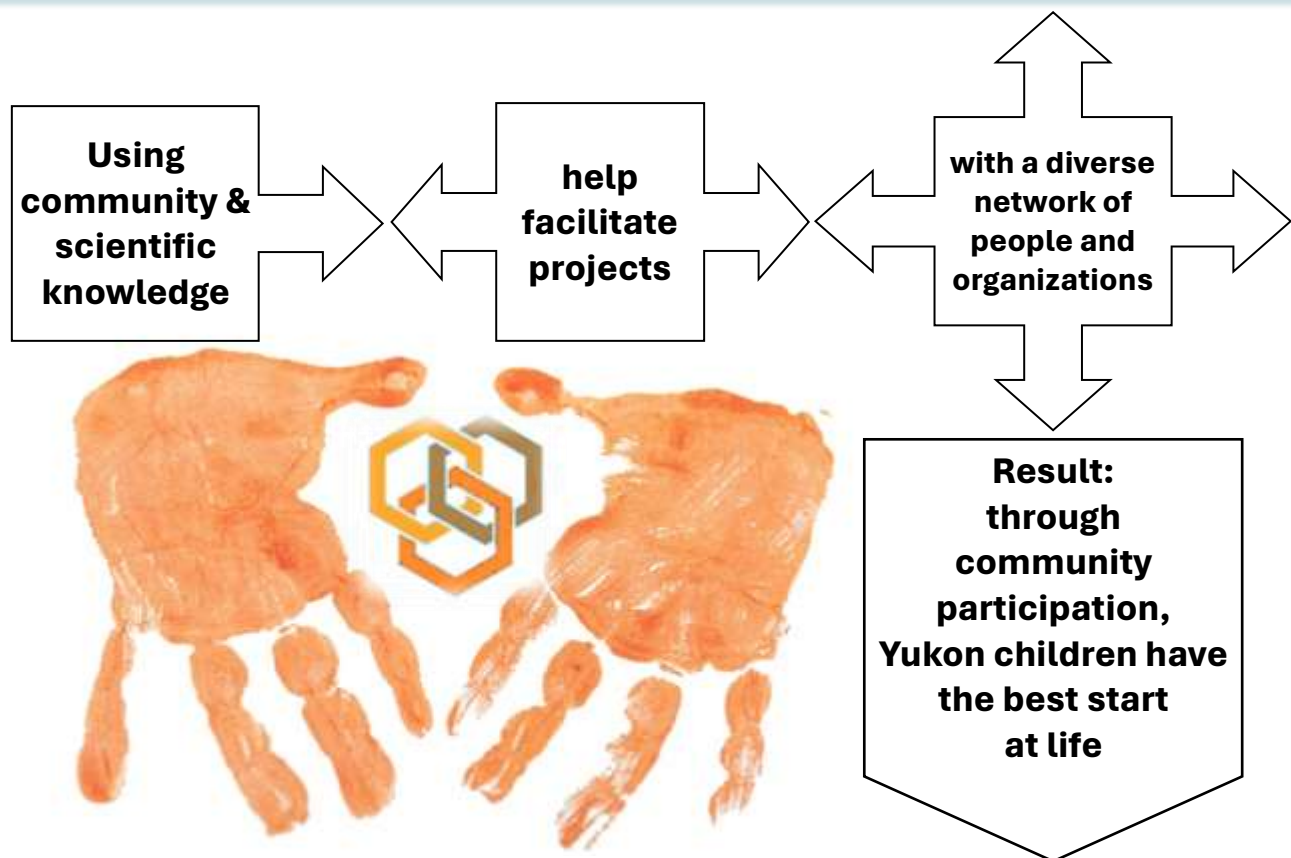 Using
community &
scientific
knowledge
help
facilitate
projects
with a diverse
network of
people and
organizations
Result:
through
community
participation,
Yukon children have
the best start
at life